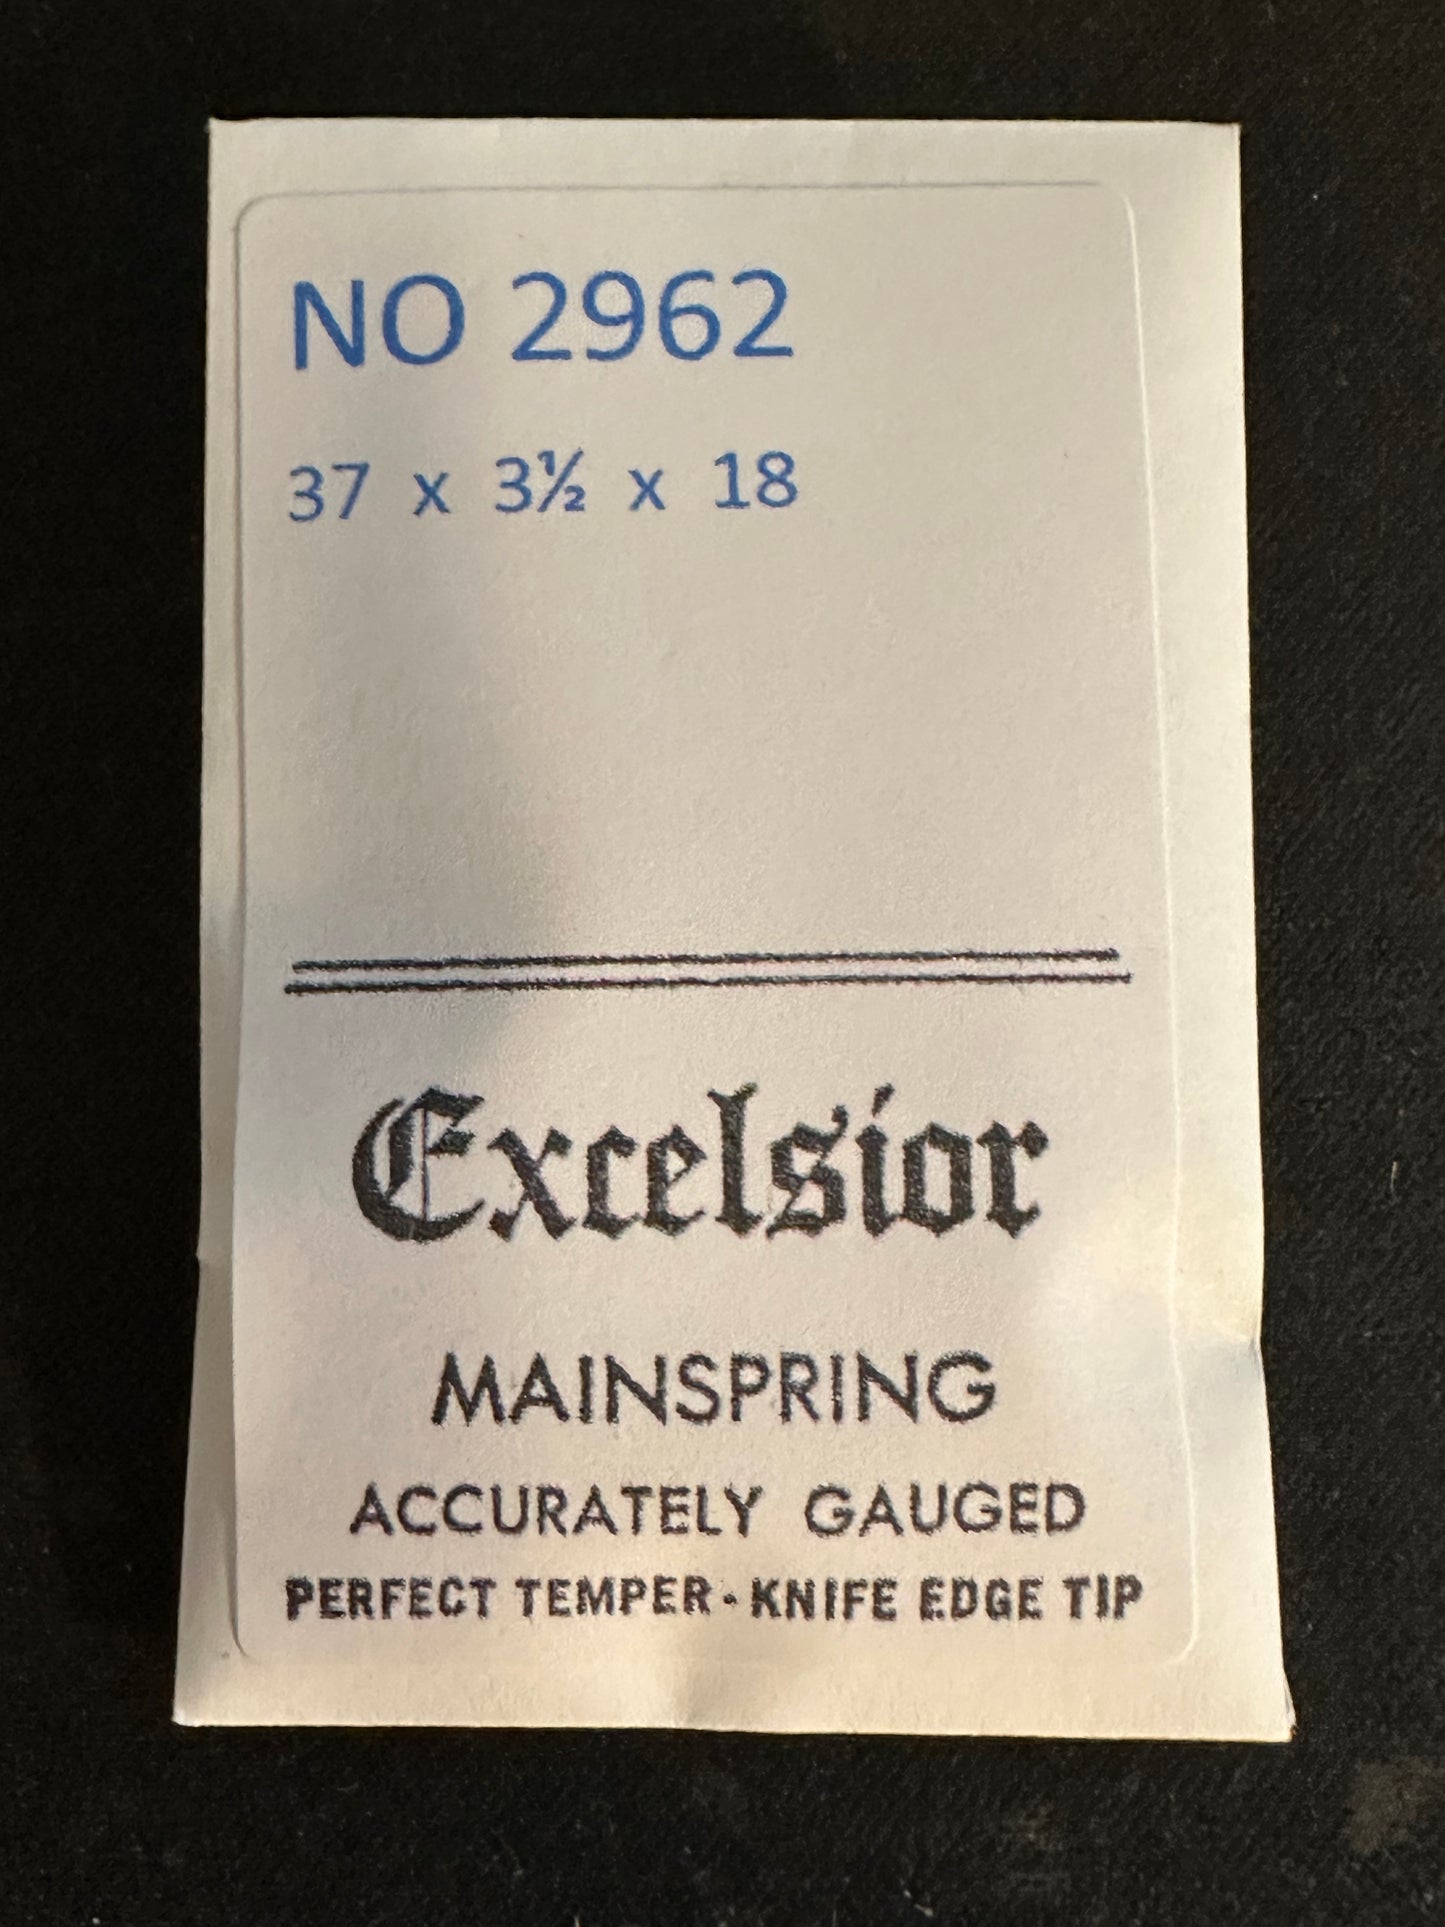 NO 2962
37 x 3½ x 18
Excelsior
MAINSPRING
ACCURATELY GAUGED
PERFECT TEMPER · KNIFE EDGE TIP